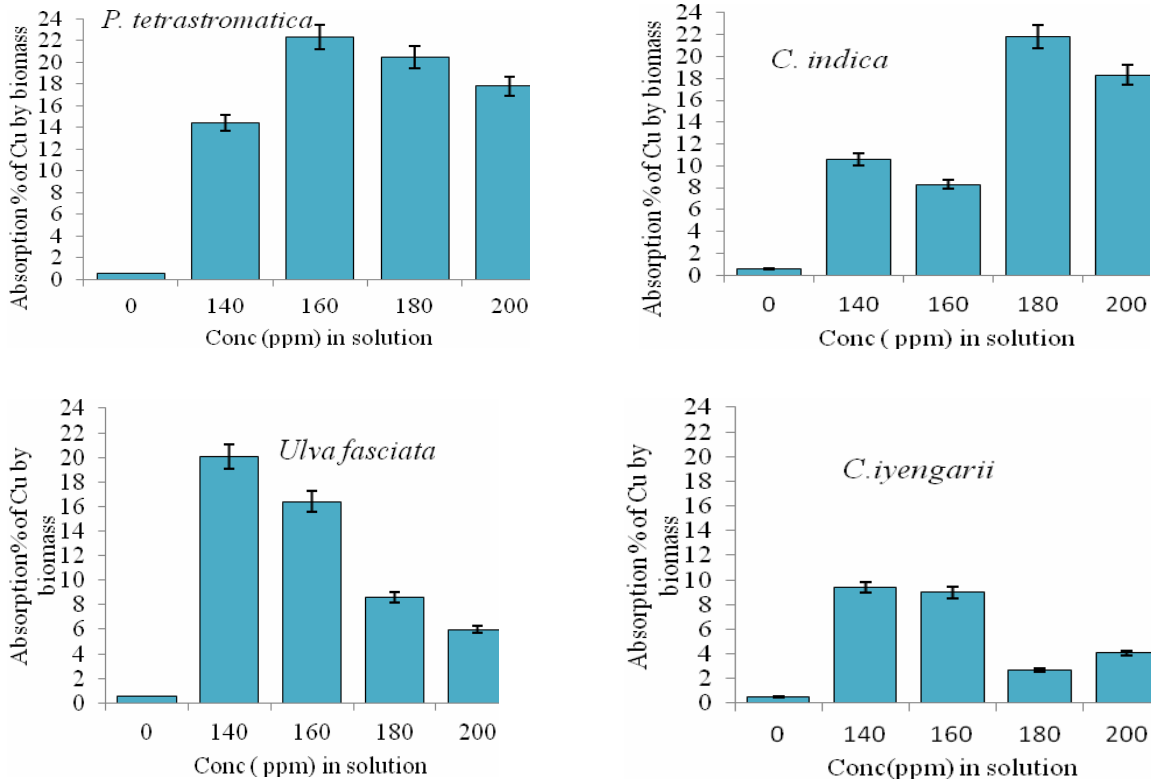 Absorption% of Cu by biomass
P. tetrastromatica
24
22
20
18
16
14
12
10
8
6
4
2
0
0 140 160 180 200
Conc (ppm) in solution
Absorption% of Cu by biomass
C. indica
24
22
20
18
16
14
12
10
8
6
4
2
0
0 140 160 180 200
Conc ( ppm) in solution
Absorption% of Cu by
biomass
Ulva fasciata
24
22
20
18
16
14
12
10
8
6
4
2
0
0 140 160 180 200
Conc (ppm) in solution
Absorption% of Cu by
biomass
C.iyengarii
24
22
20
18
16
14
12
10
8
6
4
2
0
0 140 160 180 200
Conc(ppm) in solution